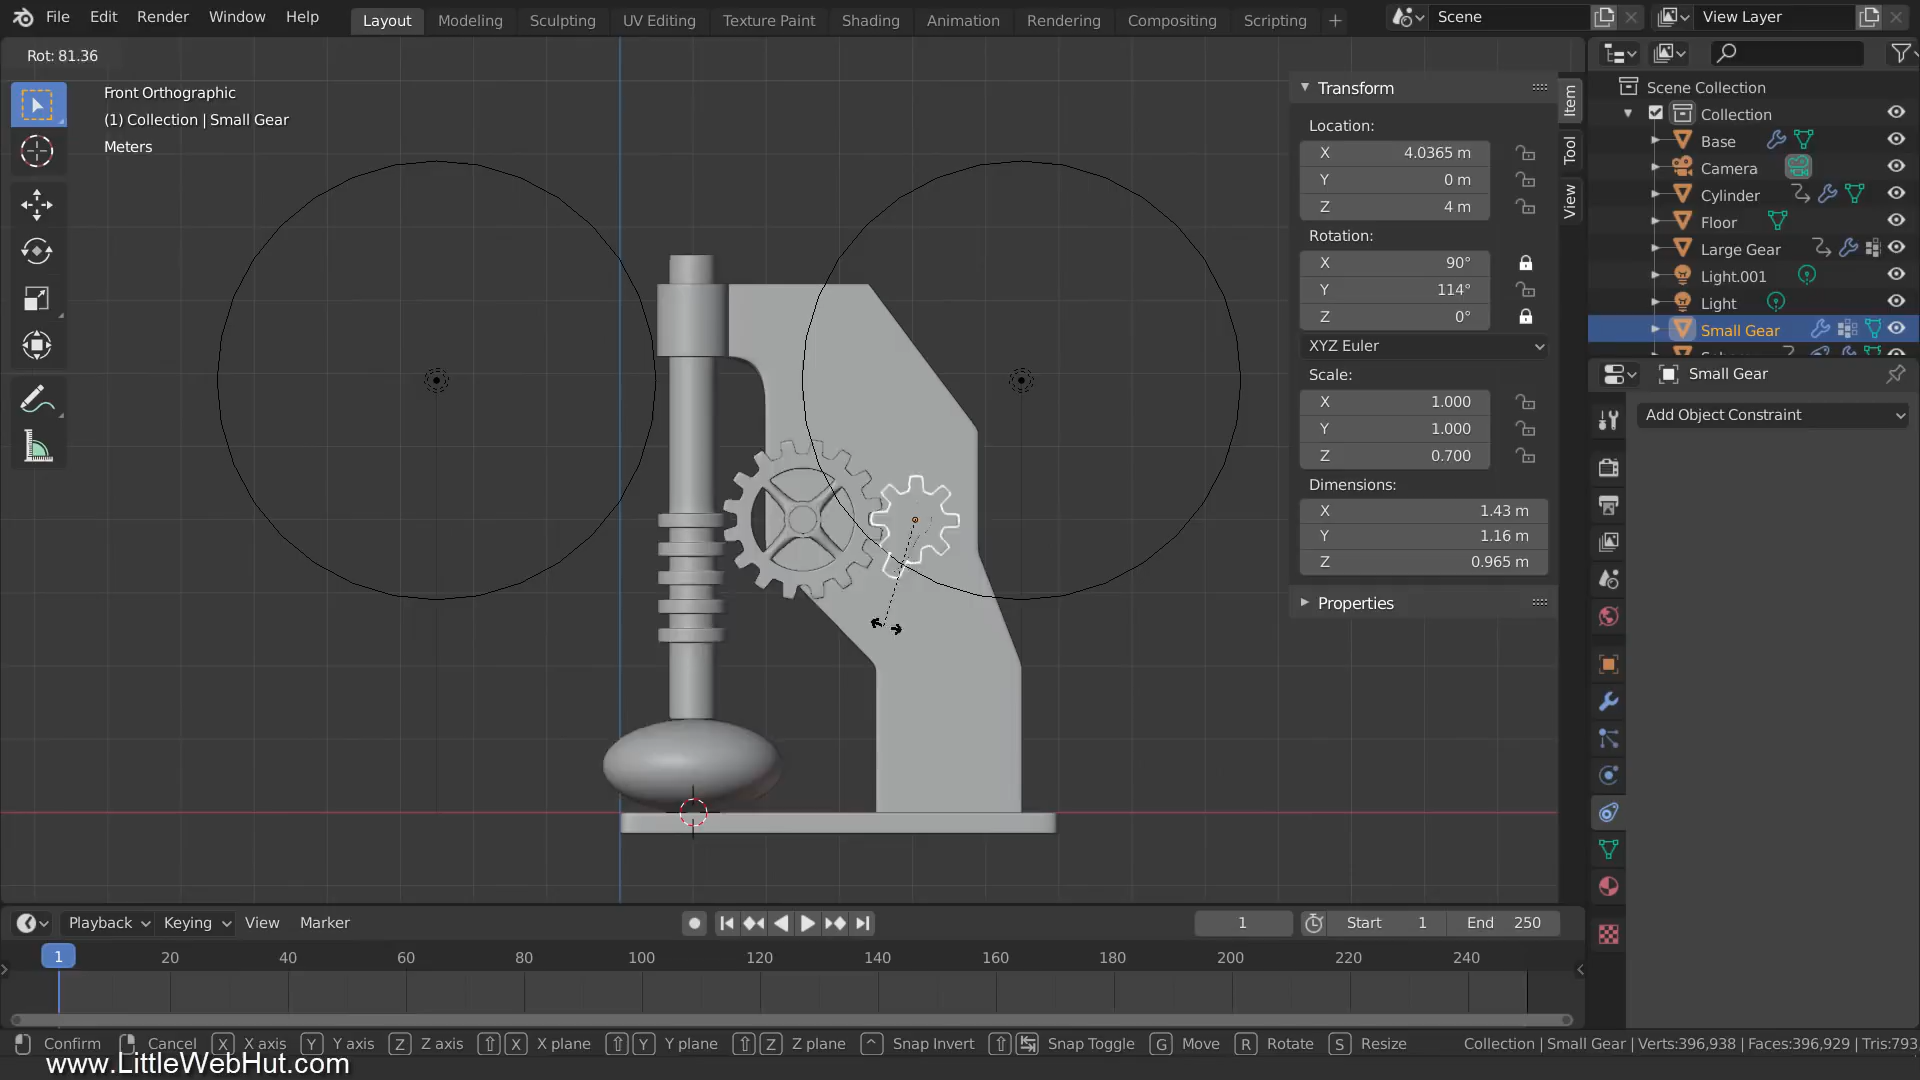 File Edit Render Window Help Layout Modeling Sculpting UV Editing Texture Paint Shading Animation Rendering Compositing Scripting + Scene View Layer
Rot: 81.36
Front Orthographic
(1) Collection | Small Gear
Meters
Transform
Location:
X 4.0365 m
Y 0 m
Z 4 m
Rotation:
X 90°
Y 114°
Z 0°
XYZ Euler
Scale:
X 1.000
Y 1.000
Z 0.700
Dimensions:
X 1.43 m
Y 1.16 m
Z 0.965 m
Properties
Item
Tool
View
Scene Collection
Collection
Base
Camera
Cylinder
Floor
Large Gear
Light.001
Light
Small Gear
Small Gear
Add Object Constraint
Playback Keying View Marker 1 Start 1 End 250
1 20 40 60 80 100 120 140 160 180 200 220 240
Confirm Cancel X X axis Y Y axis Z Z axis X X plane Y Y plane Z Z plane ^ Snap Invert Snap Toggle G Move R Rotate S Resize Collection | Small Gear | Verts:396,938 | Faces:396,929 | Tris:793
www.LittleWebHut.com